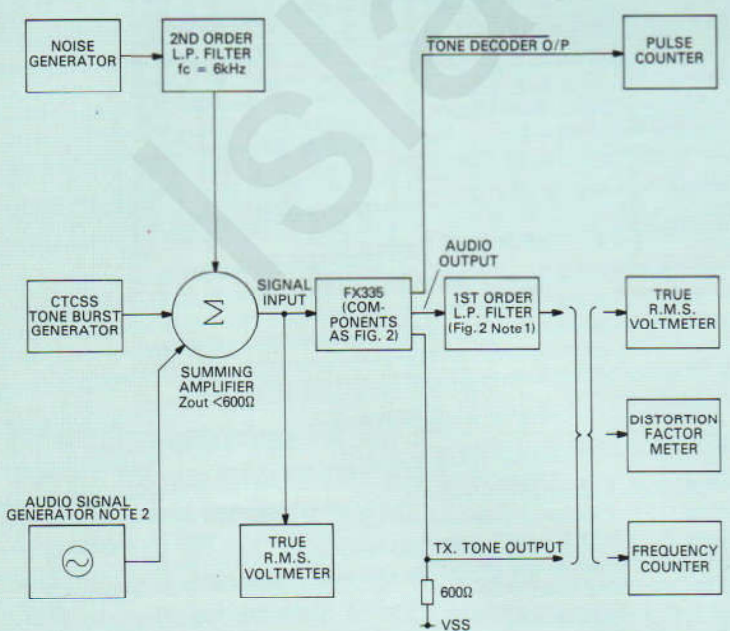 NOISE
GENERATOR
2ND ORDER
L.P. FILTER
fc = 6kHz
TONE DECODER O/P
PULSE
COUNTER
CTCSS
TONE BURST
GENERATOR
Σ
SUMMING
AMPLIFIER
Zout <600Ω
SIGNAL
INPUT
FX335
(COM-
PONENTS
AS FIG. 2)
AUDIO
OUTPUT
1ST ORDER
L.P. FILTER
(Fig. 2 Note 1)
TRUE
R.M.S.
VOLTMETER
DISTORTION
FACTOR
METER
AUDIO SIGNAL
GENERATOR NOTE 2
TRUE
R.M.S.
VOLTMETER
TX. TONE OUTPUT
FREQUENCY
COUNTER
600Ω
VSS
Isla